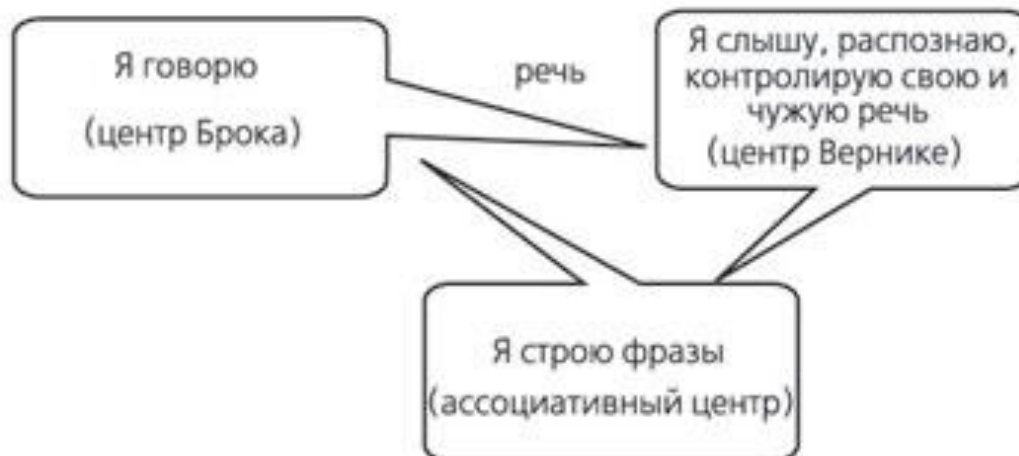 Я говорю
(центр Брока)
речь
Я слышу, распознаю,
контролирую свою и
чужую речь
(центр Вернике)
Я строю фразы
(ассоциативный центр)